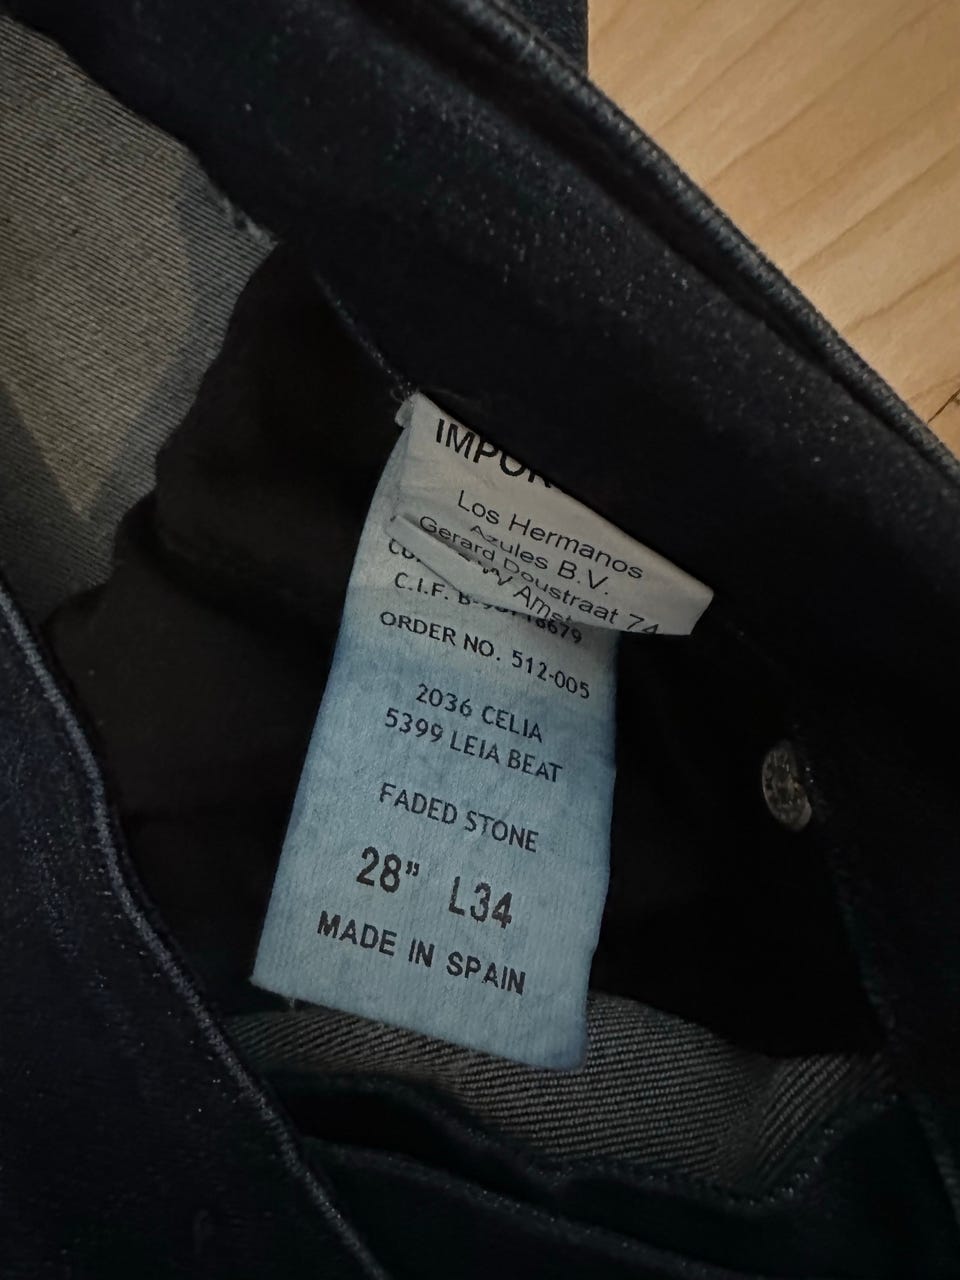 Los Hermanos
Azules B.V.
Gerard Doustraat 74
C.I.F.
ORDER NO. 512-005
2036 CELIA
5399 LEIA BEAT
FADED STONE
28” L34
MADE IN SPAIN